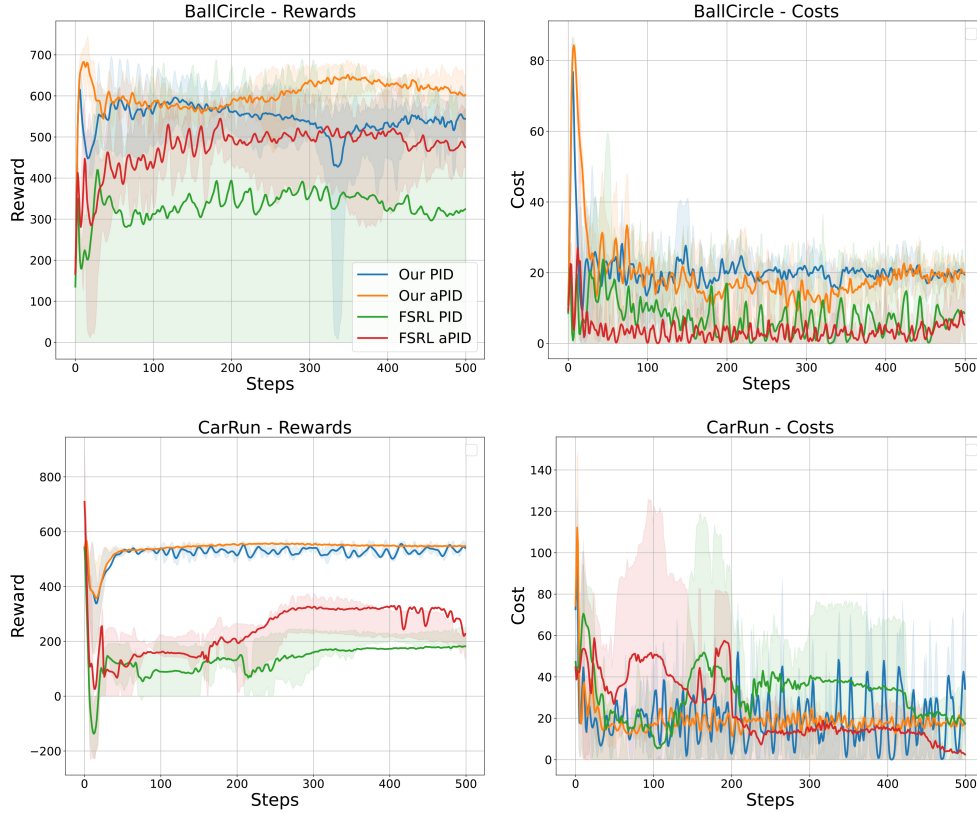 BallCircle - Rewards
700
600
500
400
300
200
100
0
Reward
Our PID
Our aPID
FSRL PID
FSRL aPID
0 100 200 300 400 500
Steps
BallCircle - Costs
80
60
40
20
0
Cost
0 100 200 300 400 500
Steps
CarRun - Rewards
800
600
400
200
0
−200
Reward
0 100 200 300 400 500
Steps
CarRun - Costs
140
120
100
80
60
40
20
0
Cost
0 100 200 300 400 500
Steps